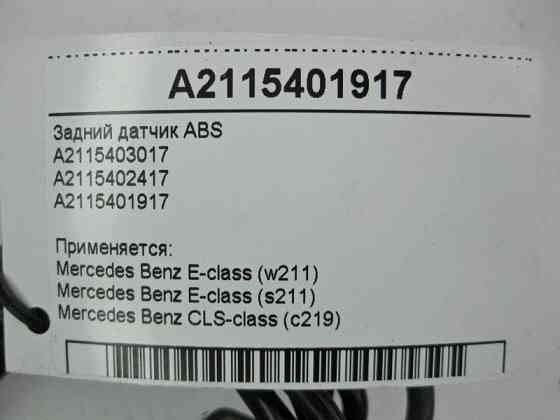 A2115401917
Задний датчик ABS
A2115403017
A2115402417
A2115401917
Применяется:
Mercedes Benz E-class (w211)
Mercedes Benz E-class (s211)
Mercedes Benz CLS-class (c219)